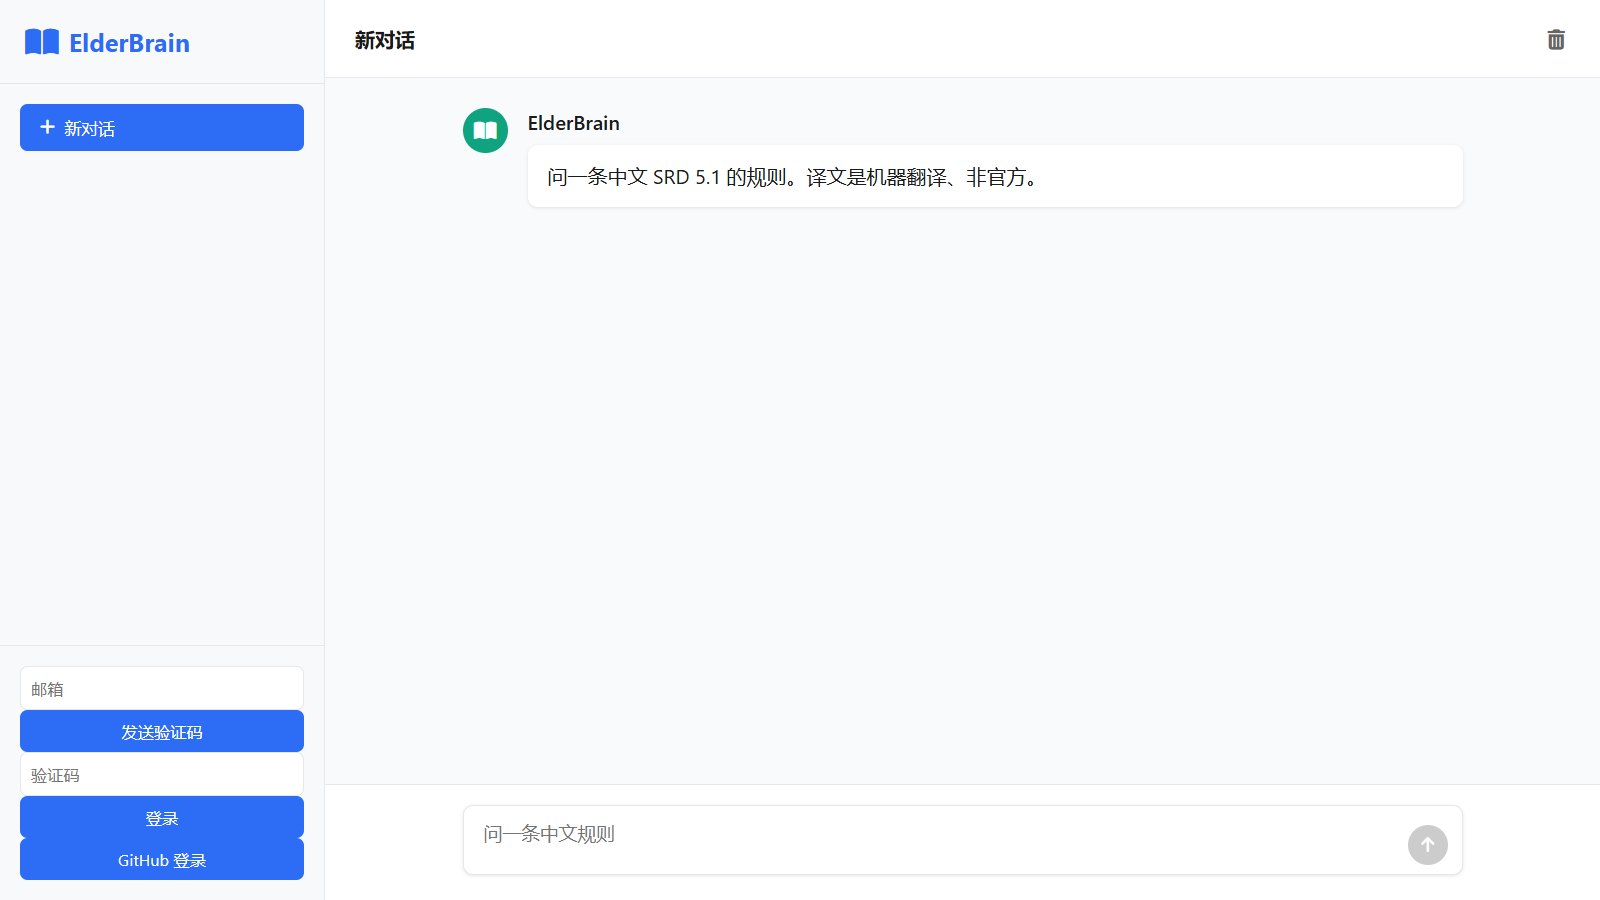 ElderBrain
新对话
新对话
ElderBrain
问一条中文 SRD 5.1 的规则。译文是机器翻译、非官方。
邮箱
发送验证码
验证码
登录
GitHub 登录
问一条中文规则